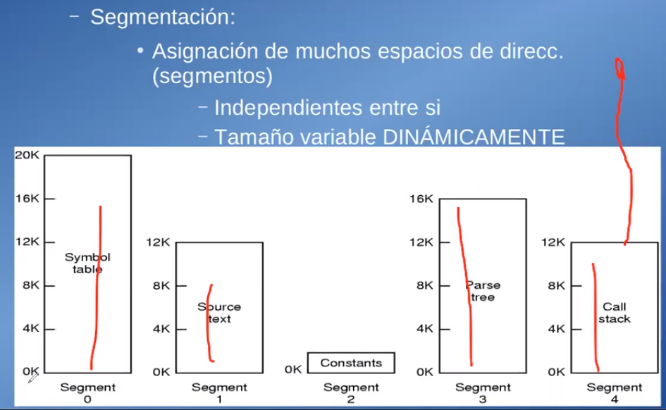 – Segmentación:
• Asignación de muchos espacios de direcc.
(segmentos)
– Independientes entre si
– Tamaño variable DINÁMICAMENTE
20K
16K
12K
8K
4K
0K
Symbol
table
Segment
0
12K
8K
4K
0K
Source
text
Segment
1
0K
Constants
Segment
2
16K
12K
8K
4K
0K
Parse
tree
Segment
3
12K
8K
4K
0K
Call
stack
Segment
4